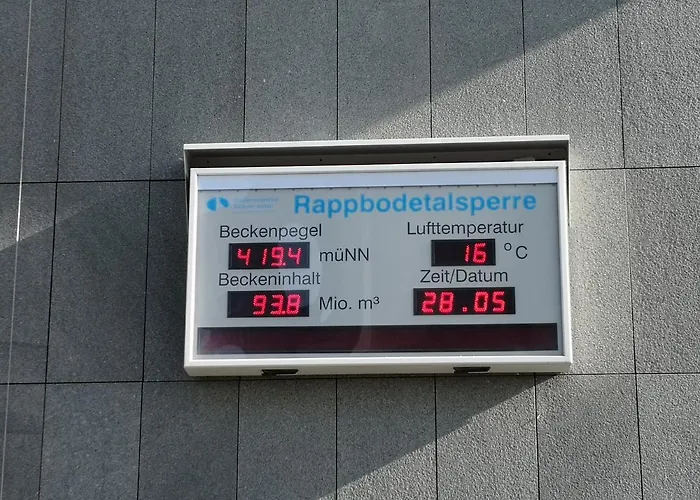 Rappbodetalsperre
Beckenpegel
419.4 müNN
Lufttemperatur
16 °C
Beckeninhalt
93.8 Mio. m³
Zeit/Datum
28.05